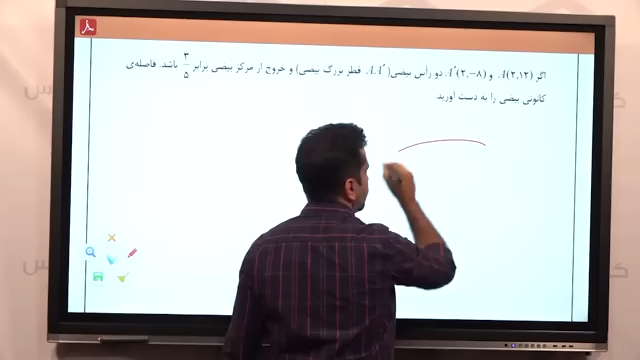 اگر A(۲,۱۲) و A'(۲,−۸) دو رأس بیضی (AA' قطر بزرگ بیضی) و خروج از مرکز بیضی برابر ۳/۵ باشد. فاصله‌ی
کانونی بیضی را به دست آورید.